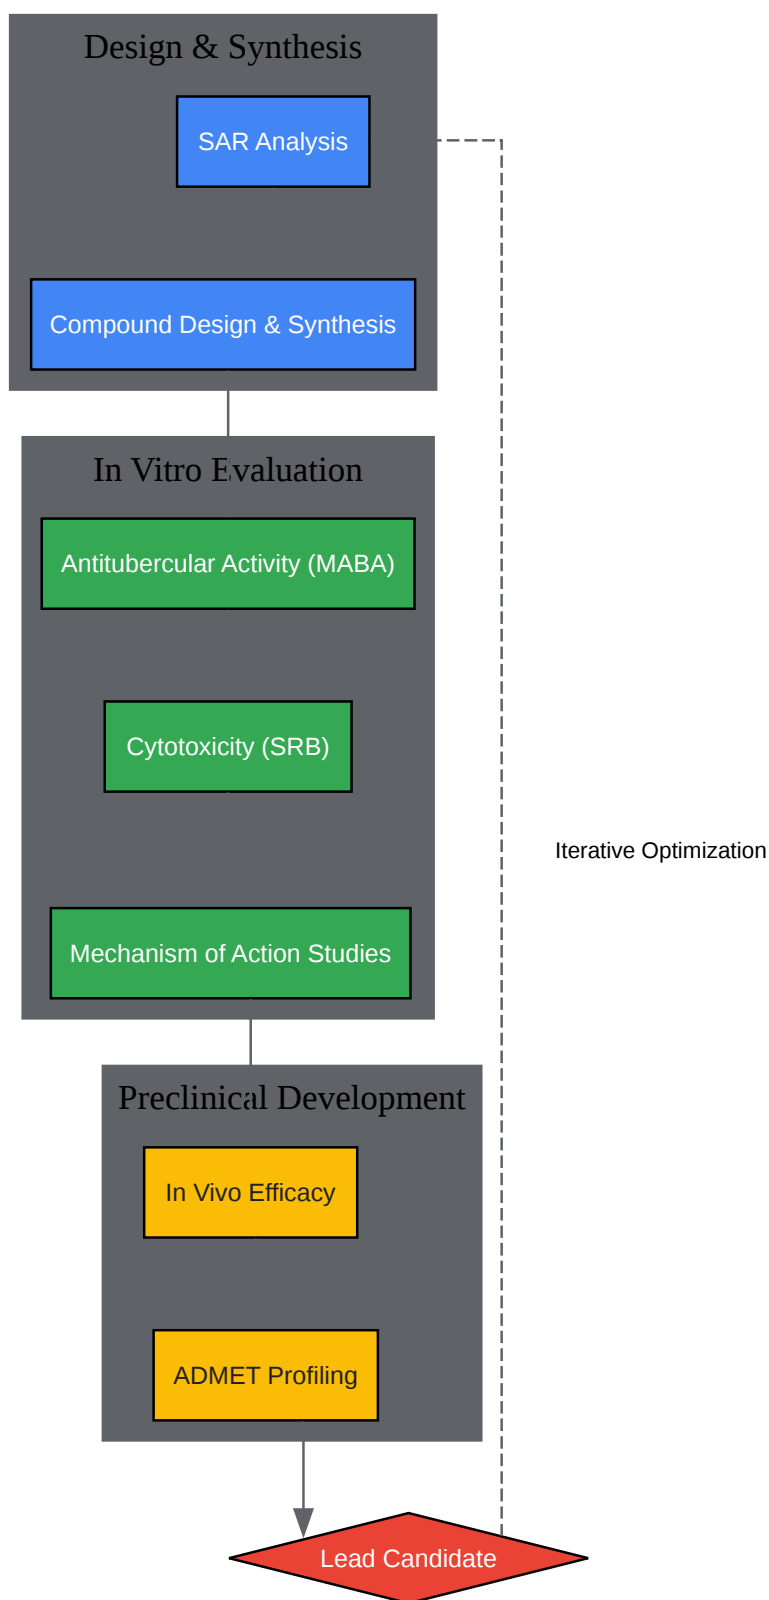 Design & Synthesis
SAR Analysis
Compound Design & Synthesis
In Vitro Evaluation
Antitubercular Activity (MABA)
Cytotoxicity (SRB)
Iterative Optimization
Mechanism of Action Studies
Preclinical Development
In Vivo Efficacy
ADMET Profiling
Lead Candidate